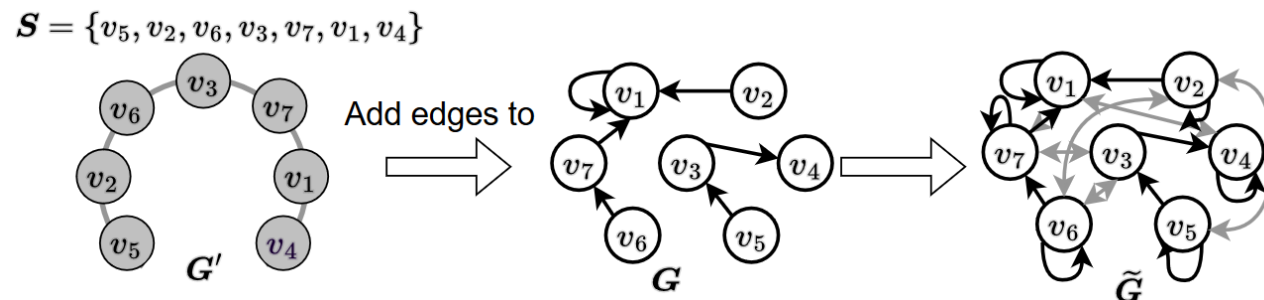 S = {v₅, v₂, v₆, v₃, v₇, v₁, v₄}
v₃
v₆ v₇
v₂ v₁
v₅ v₄
G′
Add edges to
v₁ v₂
v₇ v₃ v₄
v₆ v₅
G
v₁ v₂
v₇ v₃ v₄
v₆ v₅
G̃